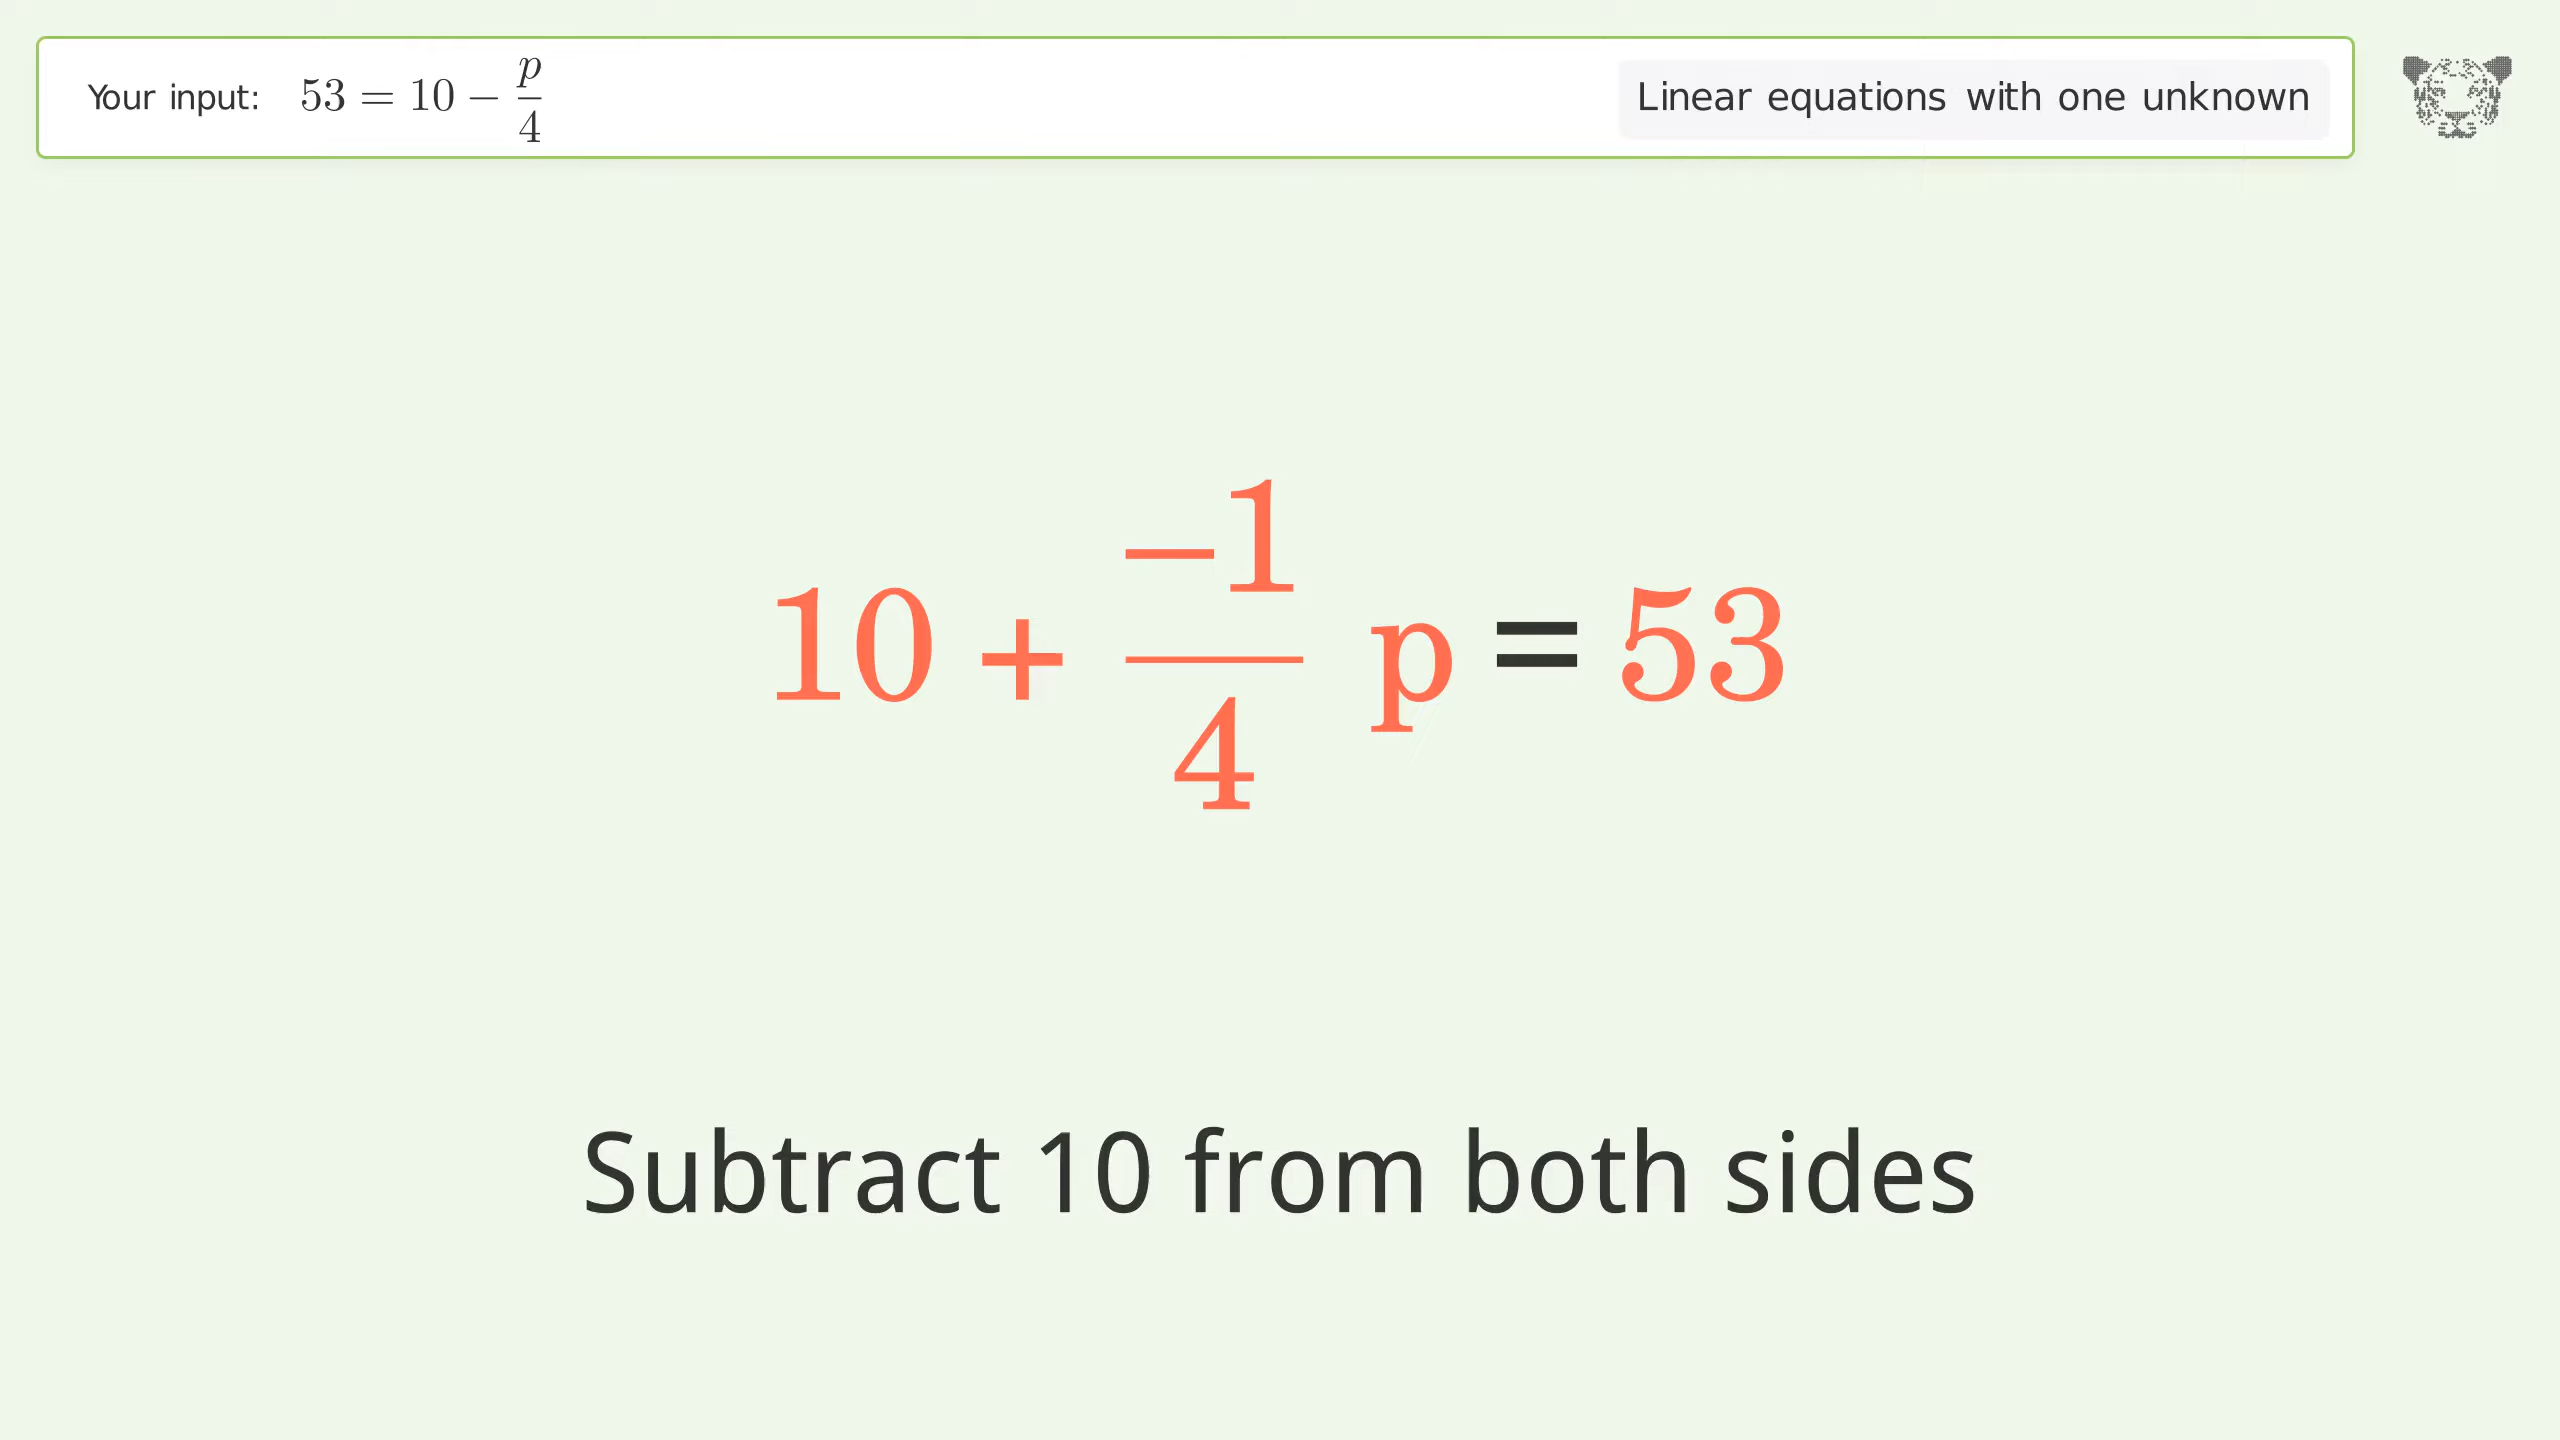 Your input: 53 = 10 − p/4
Linear equations with one unknown
10 + −1/4 p = 53
Subtract 10 from both sides